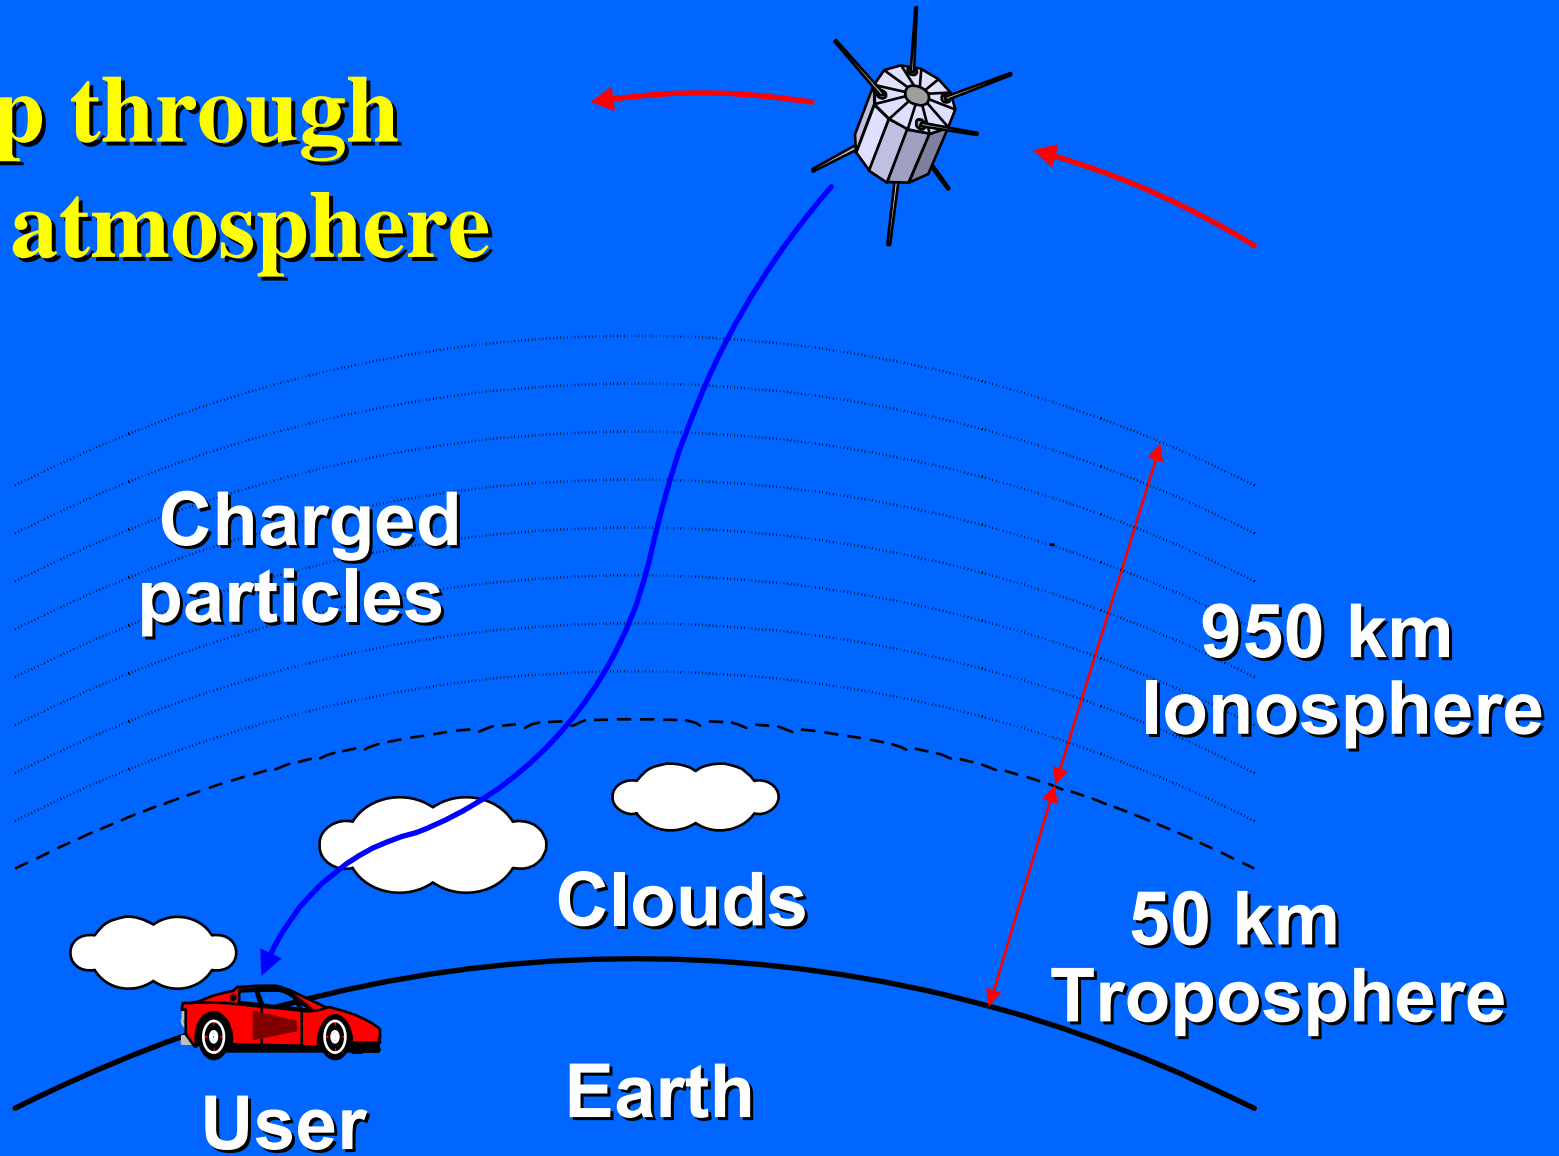 through
atmosphere
Charged
particles
950 km
Ionosphere
Clouds
50 km
Troposphere
Earth
User